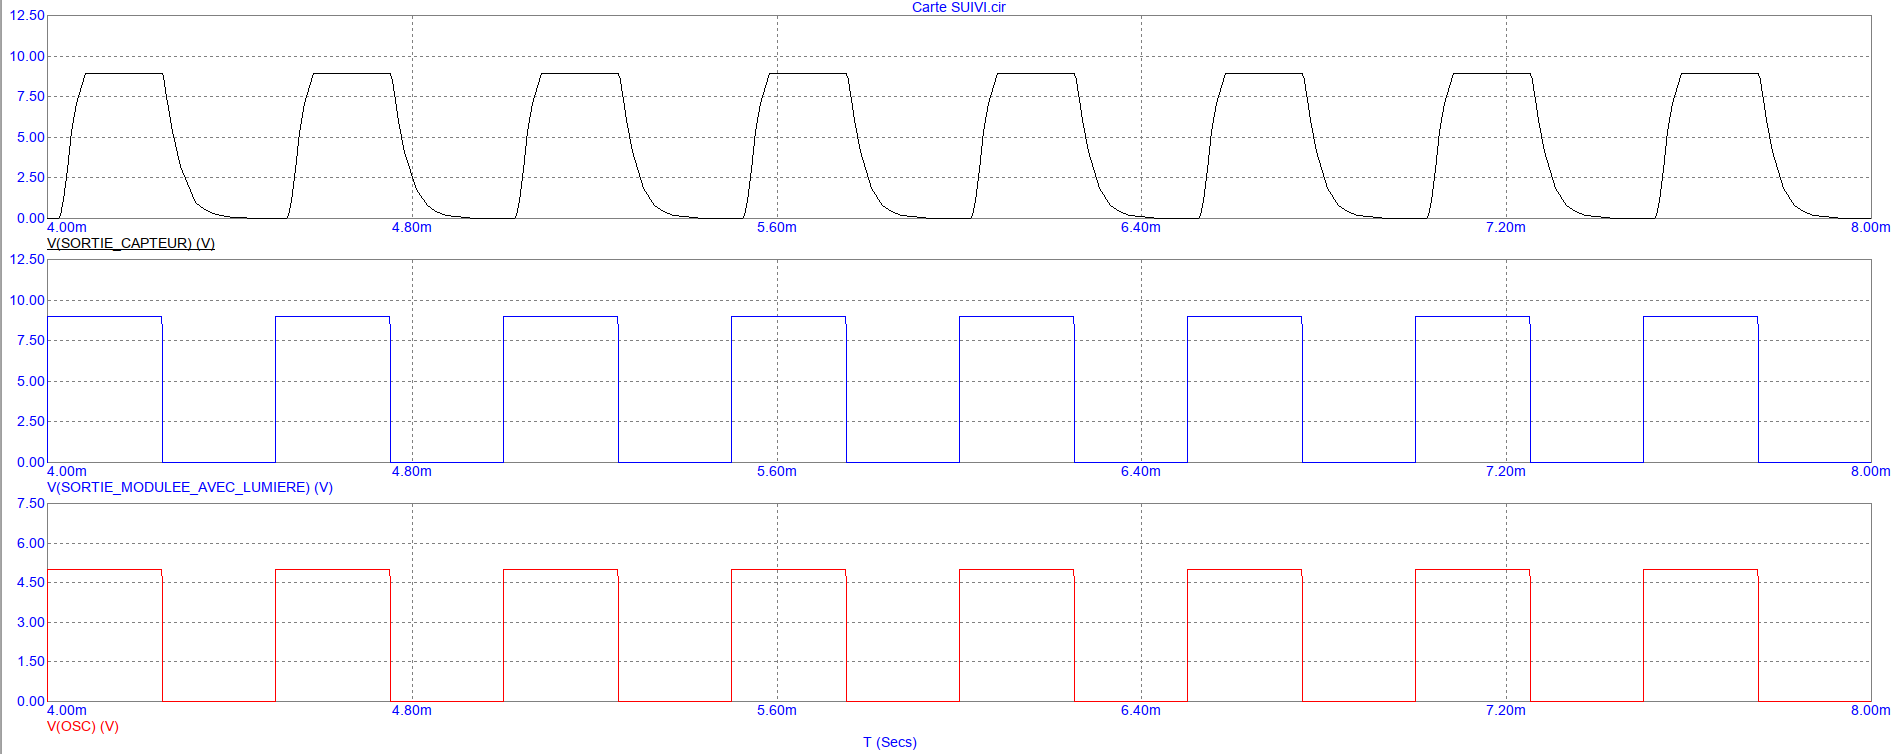 Carte SUIVI.cir
12.50
10.00
7.50
5.00
2.50
0.00
4.00m 4.80m 5.60m 6.40m 7.20m 8.00m
V(SORTIE_CAPTEUR) (V)
12.50
10.00
7.50
5.00
2.50
0.00
4.00m 4.80m 5.60m 6.40m 7.20m 8.00m
V(SORTIE_MODULEE_AVEC_LUMIERE) (V)
7.50
6.00
4.50
3.00
1.50
0.00
4.00m 4.80m 5.60m 6.40m 7.20m 8.00m
V(OSC) (V)
T (Secs)